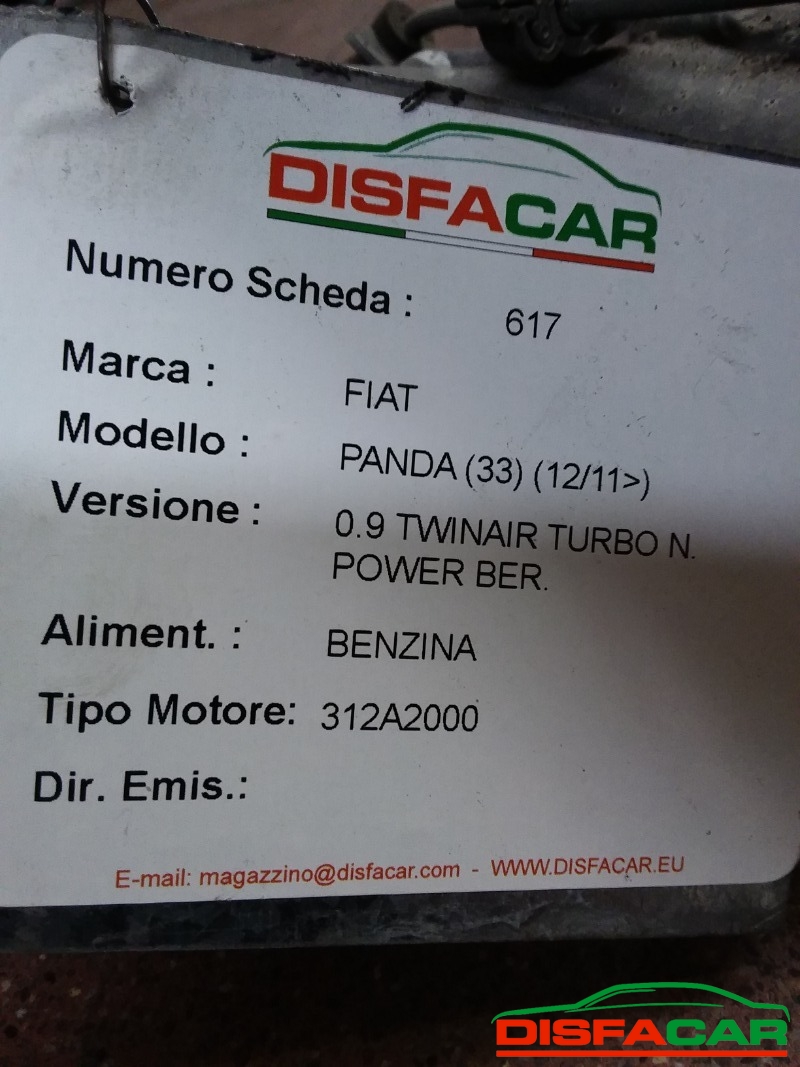 DISFACAR
Numero Scheda : 617
Marca : FIAT
Modello : PANDA (33) (12/11>)
Versione : 0.9 TWINAIR TURBO N.
POWER BER.
Aliment. : BENZINA
Tipo Motore: 312A2000
Dir. Emis.:
E-mail: magazzino@disfacar.com - WWW.DISFACAR.EU
DISFACAR